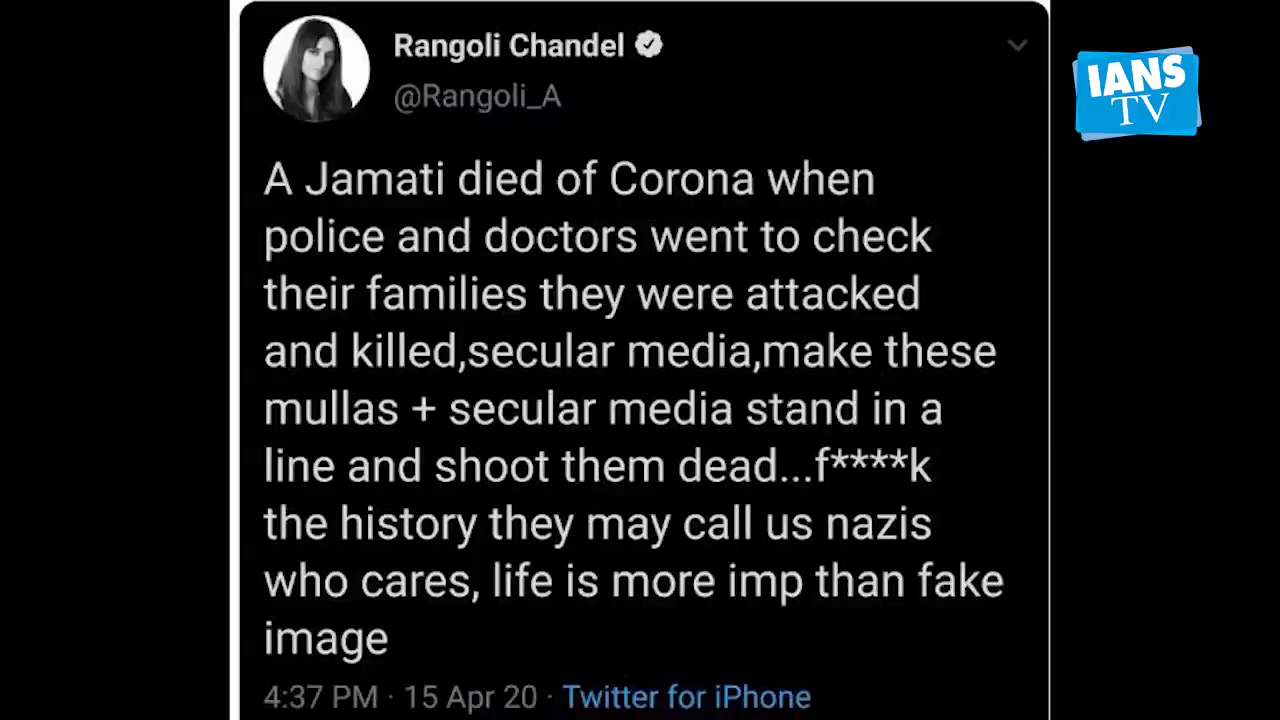 Rangoli Chandel
@Rangoli_A
IANS
TV
A Jamati died of Corona when
police and doctors went to check
their families they were attacked
and killed,secular media,make these
mullas + secular media stand in a
line and shoot them dead...f****k
the history they may call us nazis
who cares, life is more imp than fake
image
4:37 PM · 15 Apr 20 · Twitter for iPhone